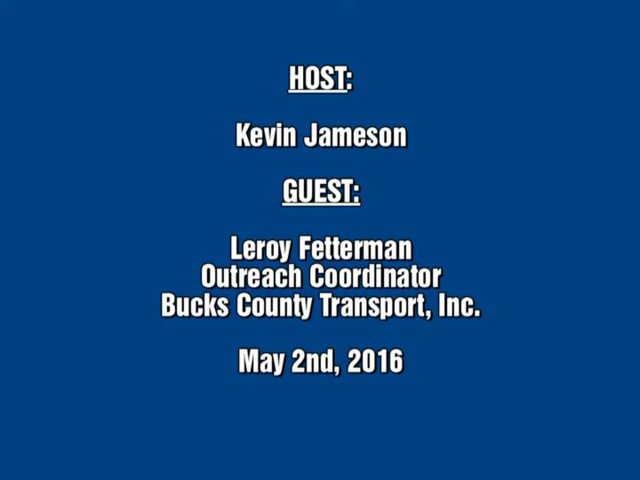 HOST:
Kevin Jameson
GUEST:
Leroy Fetterman
Outreach Coordinator
Bucks County Transport, Inc.
May 2nd, 2016